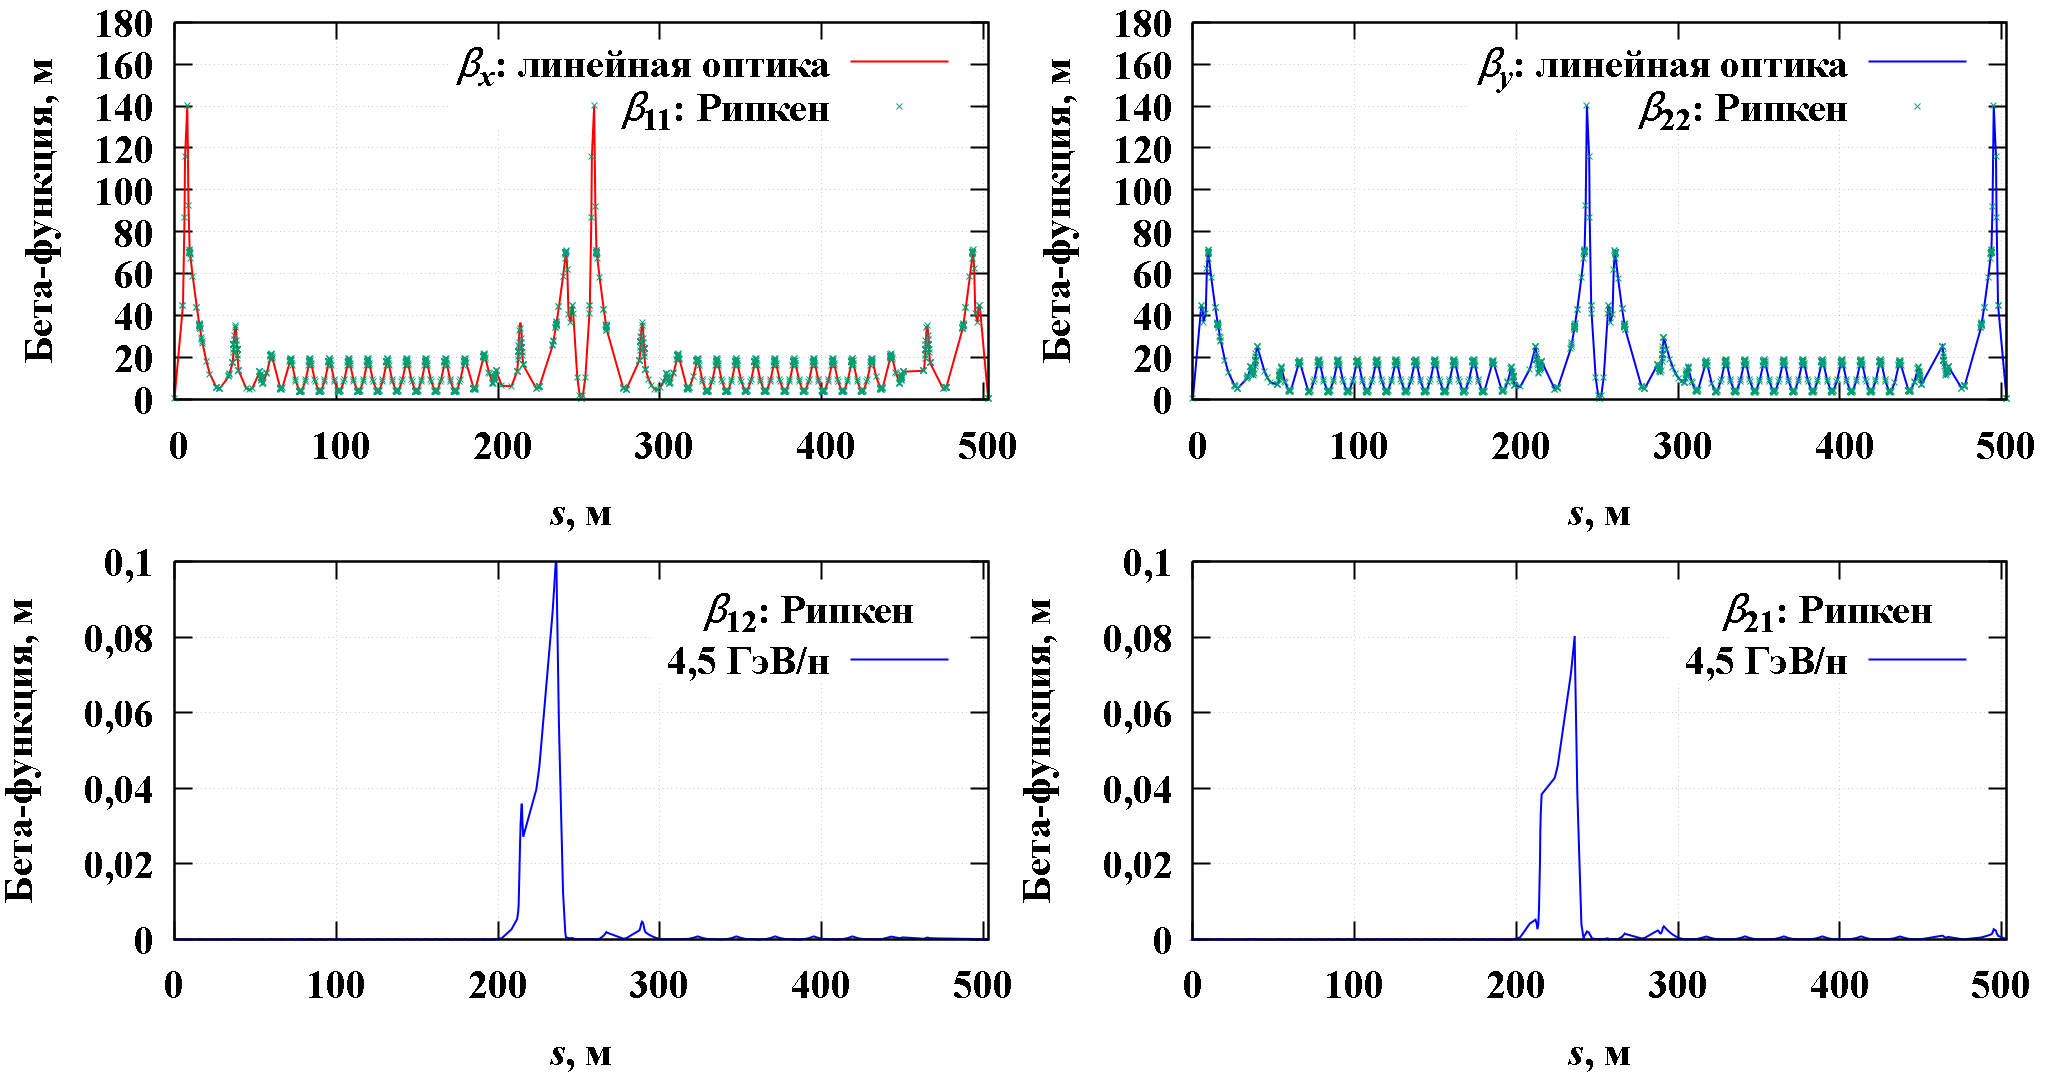 180
160
140
120
100
80
60
40
20
0
Бета-функция, м
βx: линейная оптика
β11: Рипкен
0 100 200 300 400 500
s, м
180
160
140
120
100
80
60
40
20
0
Бета-функция, м
βy: линейная оптика
β22: Рипкен
0 100 200 300 400 500
s, м
0,1
0,08
0,06
0,04
0,02
0
Бета-функция, м
β12: Рипкен
4,5 ГэВ/н
0 100 200 300 400 500
s, м
0,1
0,08
0,06
0,04
0,02
0
Бета-функция, м
β21: Рипкен
4,5 ГэВ/н
0 100 200 300 400 500
s, м